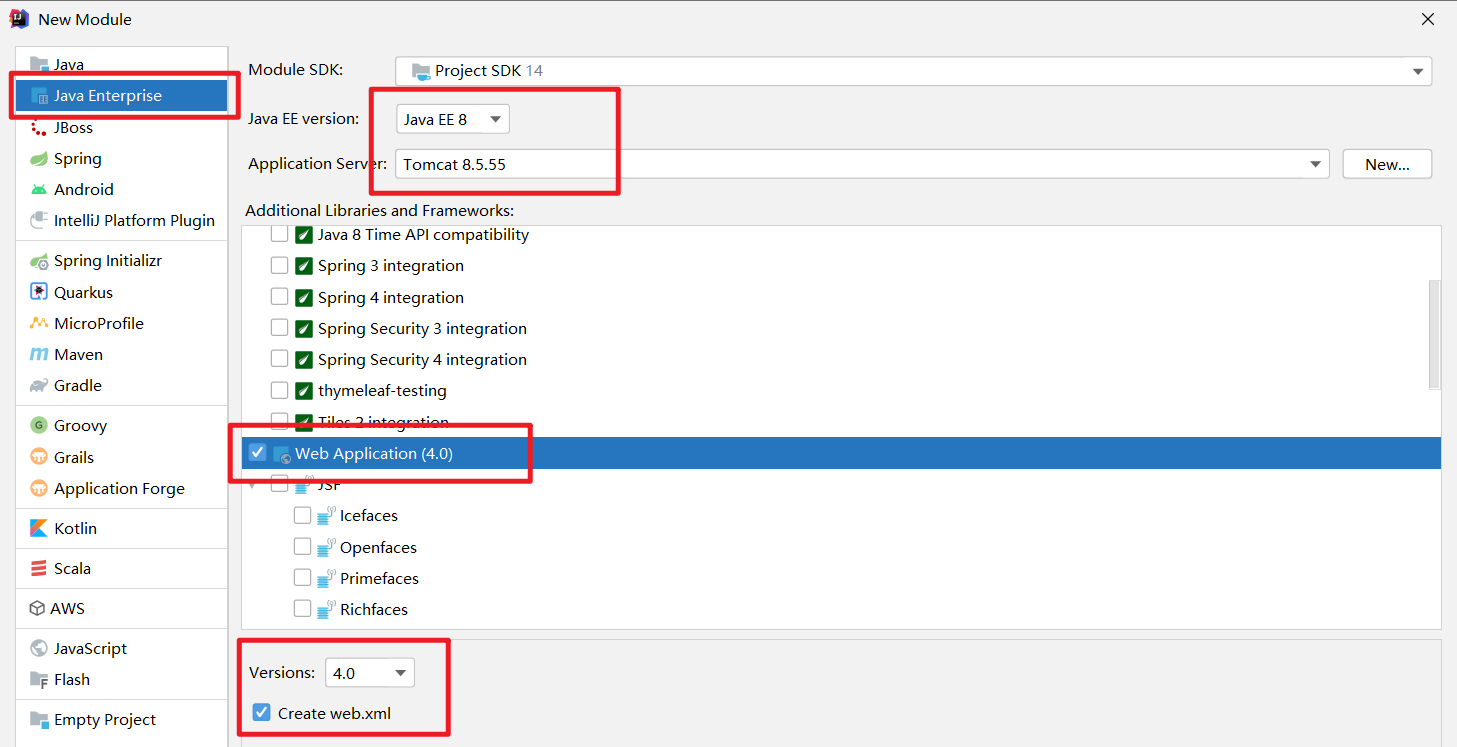 New Module
Java
Java Enterprise
JBoss
Spring
Android
IntelliJ Platform Plugin
Spring Initializr
Quarkus
MicroProfile
Maven
Gradle
Groovy
Grails
Application Forge
Kotlin
Scala
AWS
JavaScript
Flash
Empty Project
Module SDK: Project SDK 14
Java EE version: Java EE 8
Application Server: Tomcat 8.5.55 New...
Additional Libraries and Frameworks:
Java 8 Time API compatibility
Spring 3 integration
Spring 4 integration
Spring Security 3 integration
Spring Security 4 integration
thymeleaf-testing
Tiles 2 integration
Web Application (4.0)
JSF
Icefaces
Openfaces
Primefaces
Richfaces
Versions: 4.0
Create web.xml